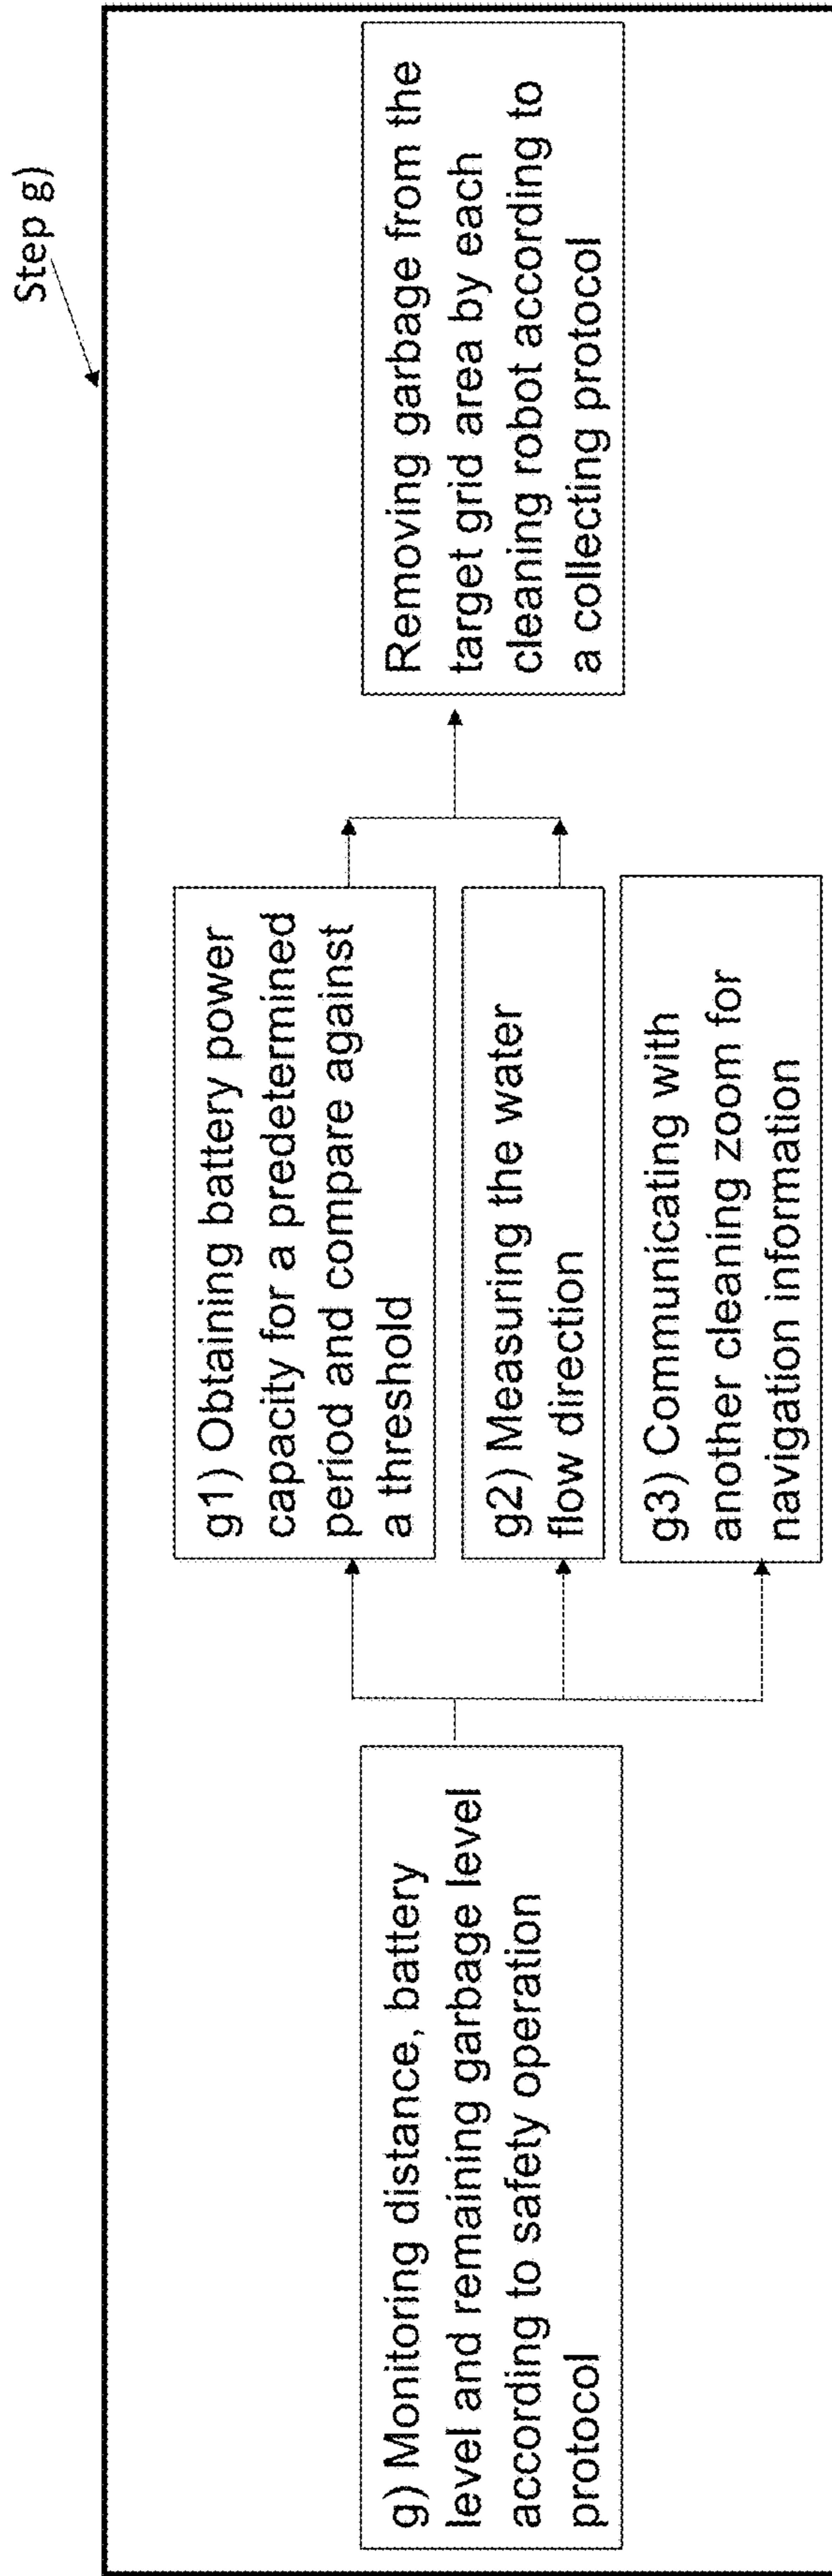 Step g)
g) Monitoring distance, battery
level and remaining garbage level
according to safety operation
protocol
g1) Obtaining battery power
capacity for a predetermined
period and compare against
a threshold
g2) Measuring the water
flow direction
g3) Communicating with
another cleaning zoom for
navigation information
Removing garbage from the
target grid area by each
cleaning robot according to
a collecting protocol